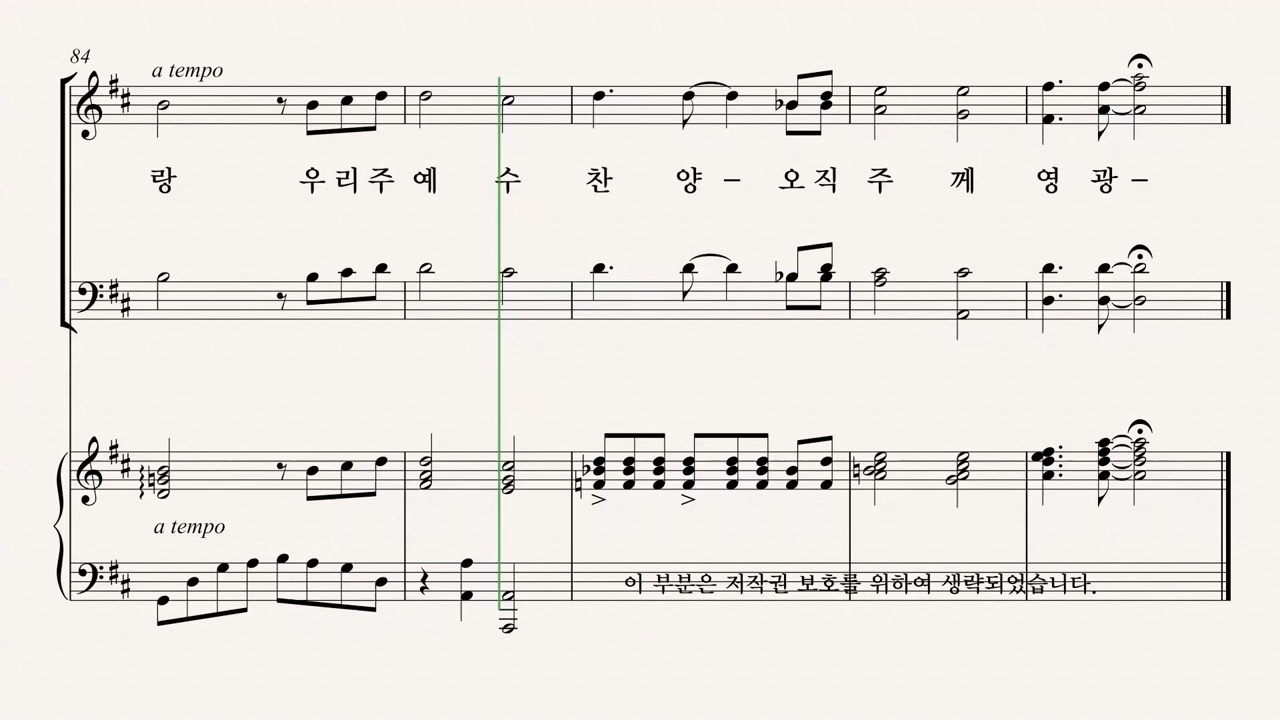 84
a tempo
랑 우리주 예 수 찬 양 – 오직 주 께 영 광 –
a tempo
이 부분은 저작권 보호를 위하여 생략되었습니다.